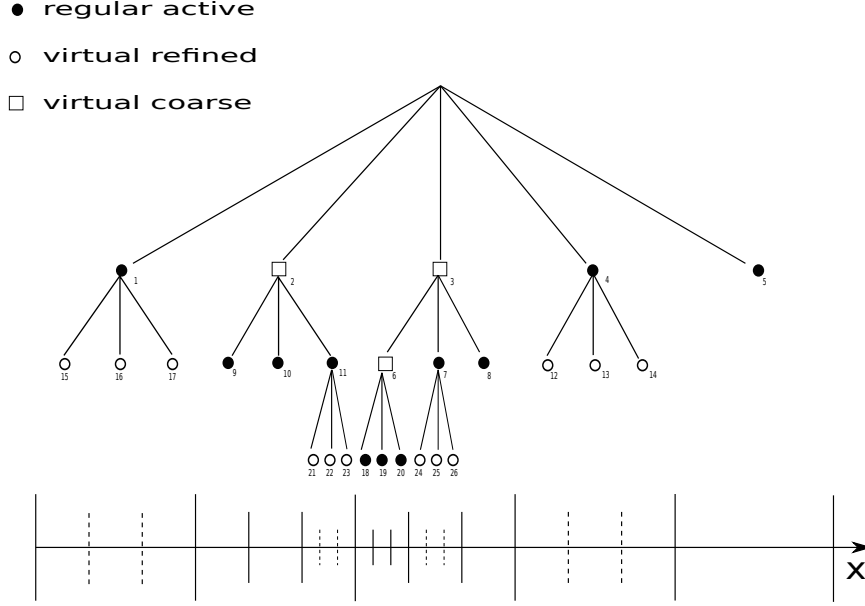 regular active
virtual refined
virtual coarse
1 2 3 4 5
15 16 17 9 10 11 6 7 8 12 13 14
21 22 23 18 19 20 24 25 26
x